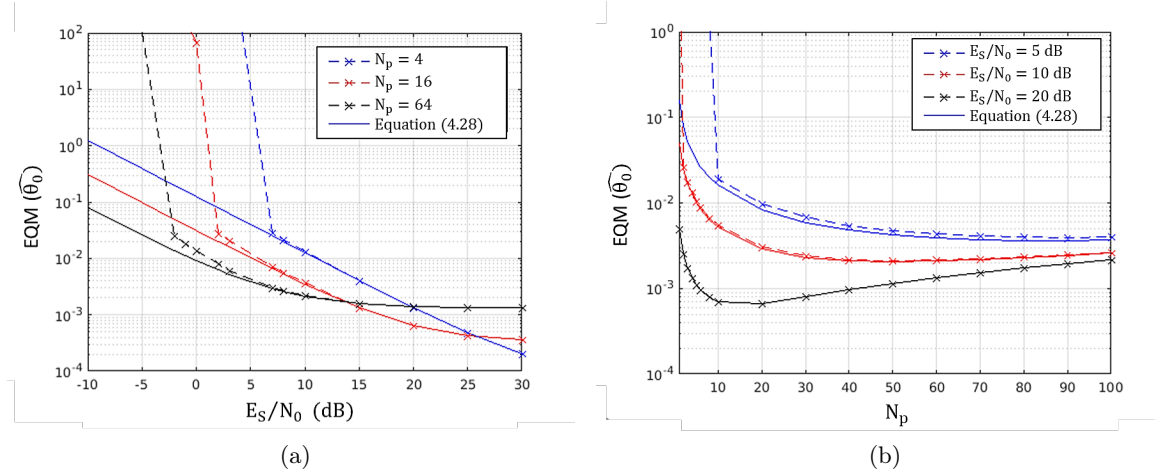 10^2
10^1
10^0
10^-1
10^-2
10^-3
10^-4
EQM (θ̂_0)
-10 -5 0 5 10 15 20 25 30
E_S/N_0 (dB)
N_p = 4
N_p = 16
N_p = 64
Equation (4.28)
(a)
10^0
10^-1
10^-2
10^-3
10^-4
EQM (θ̂_0)
10 20 30 40 50 60 70 80 90 100
N_p
E_S/N_0 = 5 dB
E_S/N_0 = 10 dB
E_S/N_0 = 20 dB
Equation (4.28)
(b)